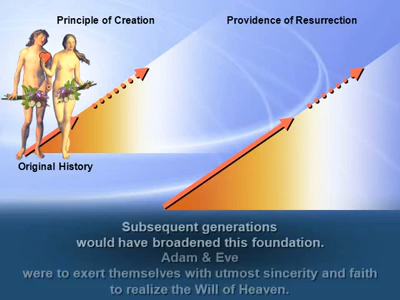 Principle of Creation
Providence of Resurrection
Original History
Subsequent generations
would have broadened this foundation.
Adam & Eve
were to exert themselves with utmost sincerity and faith
to realize the Will of Heaven.